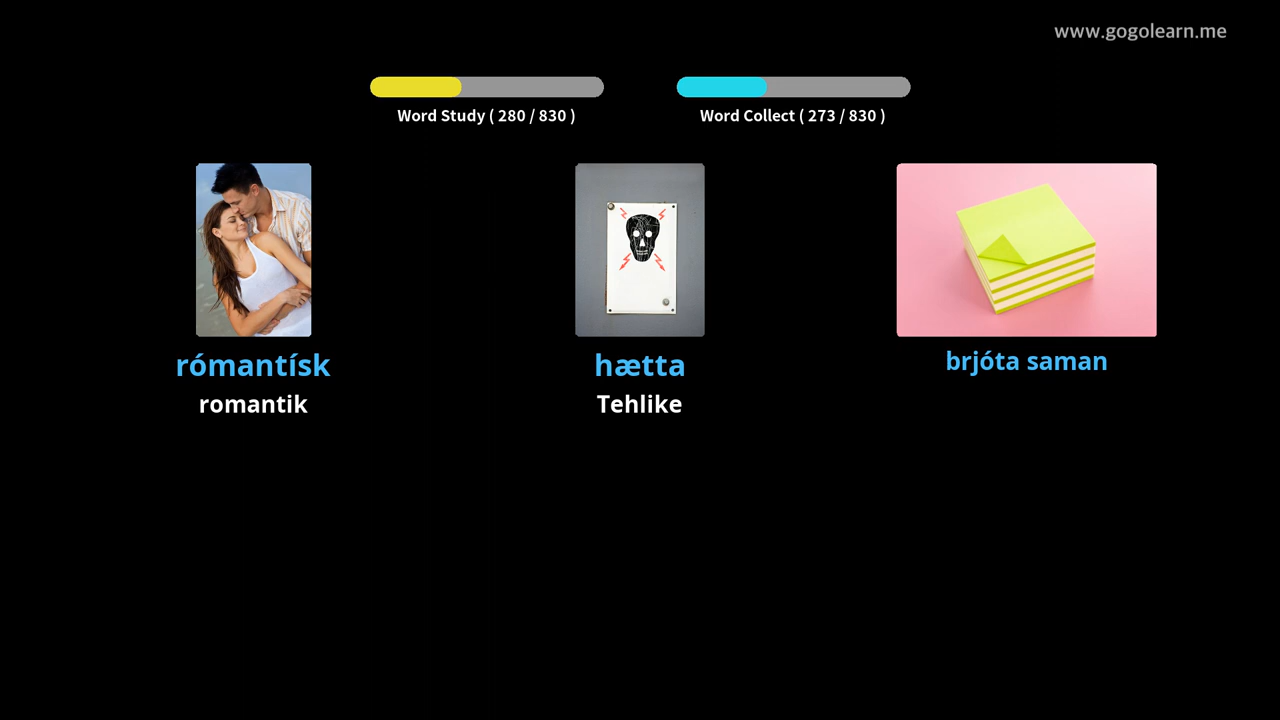 www.gogolearn.me
Word Study ( 280 / 830 )
Word Collect ( 273 / 830 )
rómantísk
romantik
hætta
Tehlike
brjóta saman